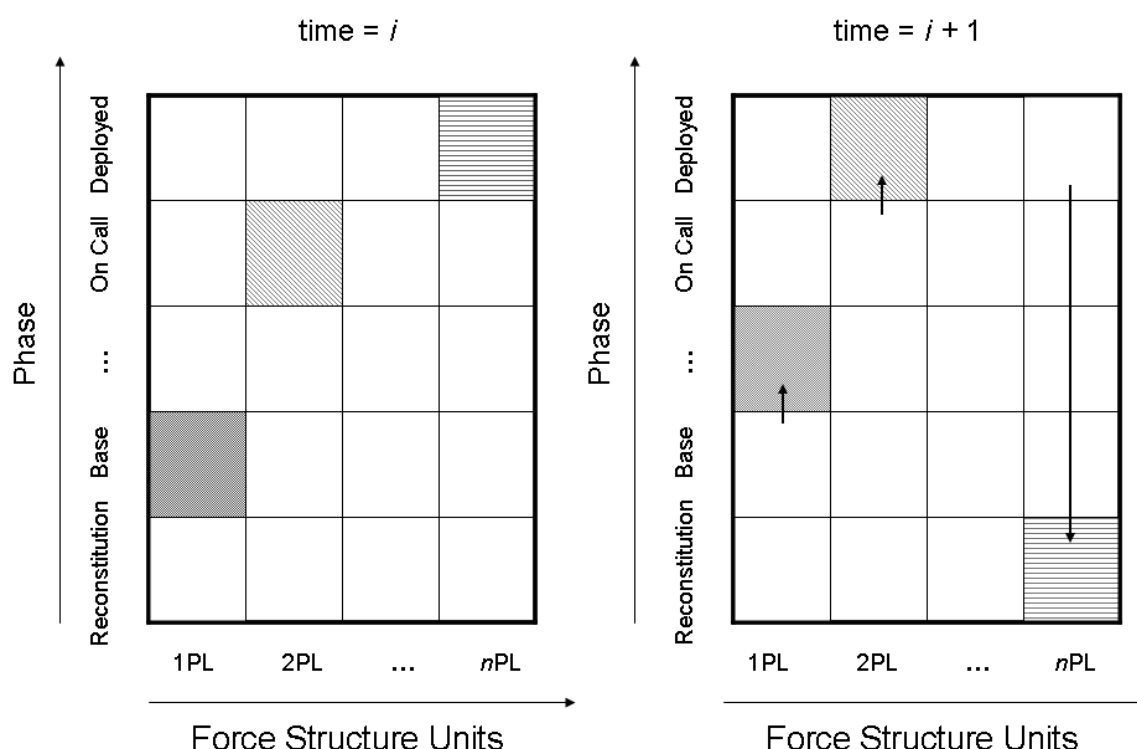 time = i
Phase
Deployed
On Call
...
Base
Reconstitution
1PL 2PL ... nPL
Force Structure Units
time = i + 1
Phase
Deployed
On Call
...
Base
Reconstitution
1PL 2PL ... nPL
Force Structure Units